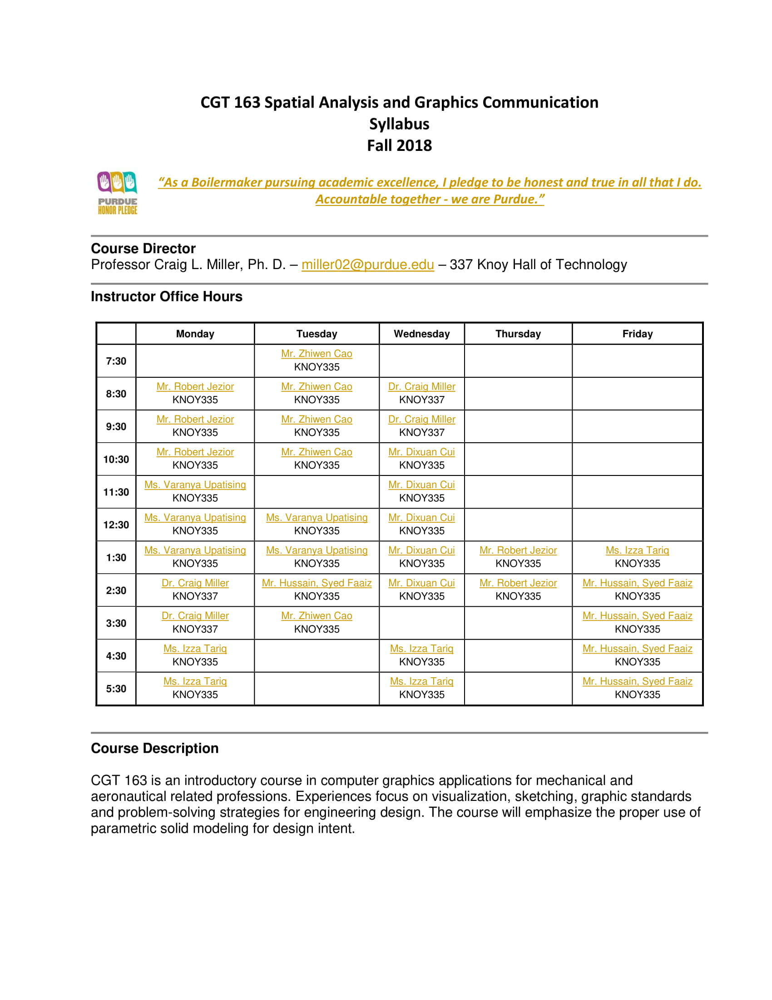 CGT 163 Spatial Analysis and Graphics Communication
Syllabus
Fall 2018
“As a Boilermaker pursuing academic excellence, I pledge to be honest and true in all that I do.
Accountable together - we are Purdue.”
PURDUE
HONOR PLEDGE
Course Director
Professor Craig L. Miller, Ph. D. – miller02@purdue.edu – 337 Knoy Hall of Technology
Instructor Office Hours
Monday Tuesday Wednesday Thursday Friday
7:30 Mr. Zhiwen Cao
KNOY335
8:30 Mr. Robert Jezior Mr. Zhiwen Cao Dr. Craig Miller
KNOY335 KNOY335 KNOY337
9:30 Mr. Robert Jezior Mr. Zhiwen Cao Dr. Craig Miller
KNOY335 KNOY335 KNOY337
10:30 Mr. Robert Jezior Mr. Zhiwen Cao Mr. Dixuan Cui
KNOY335 KNOY335 KNOY335
11:30 Ms. Varanya Upatising Mr. Dixuan Cui
KNOY335 KNOY335
12:30 Ms. Varanya Upatising Ms. Varanya Upatising Mr. Dixuan Cui
KNOY335 KNOY335 KNOY335
1:30 Ms. Varanya Upatising Ms. Varanya Upatising Mr. Dixuan Cui Mr. Robert Jezior Ms. Izza Tariq
KNOY335 KNOY335 KNOY335 KNOY335 KNOY335
2:30 Dr. Craig Miller Mr. Hussain, Syed Faaiz Mr. Dixuan Cui Mr. Robert Jezior Mr. Hussain, Syed Faaiz
KNOY337 KNOY335 KNOY335 KNOY335 KNOY335
3:30 Dr. Craig Miller Mr. Zhiwen Cao Mr. Hussain, Syed Faaiz
KNOY337 KNOY335 KNOY335
4:30 Ms. Izza Tariq Ms. Izza Tariq Mr. Hussain, Syed Faaiz
KNOY335 KNOY335 KNOY335
5:30 Ms. Izza Tariq Ms. Izza Tariq Mr. Hussain, Syed Faaiz
KNOY335 KNOY335 KNOY335
Course Description
CGT 163 is an introductory course in computer graphics applications for mechanical and
aeronautical related professions. Experiences focus on visualization, sketching, graphic standards
and problem-solving strategies for engineering design. The course will emphasize the proper use of
parametric solid modeling for design intent.